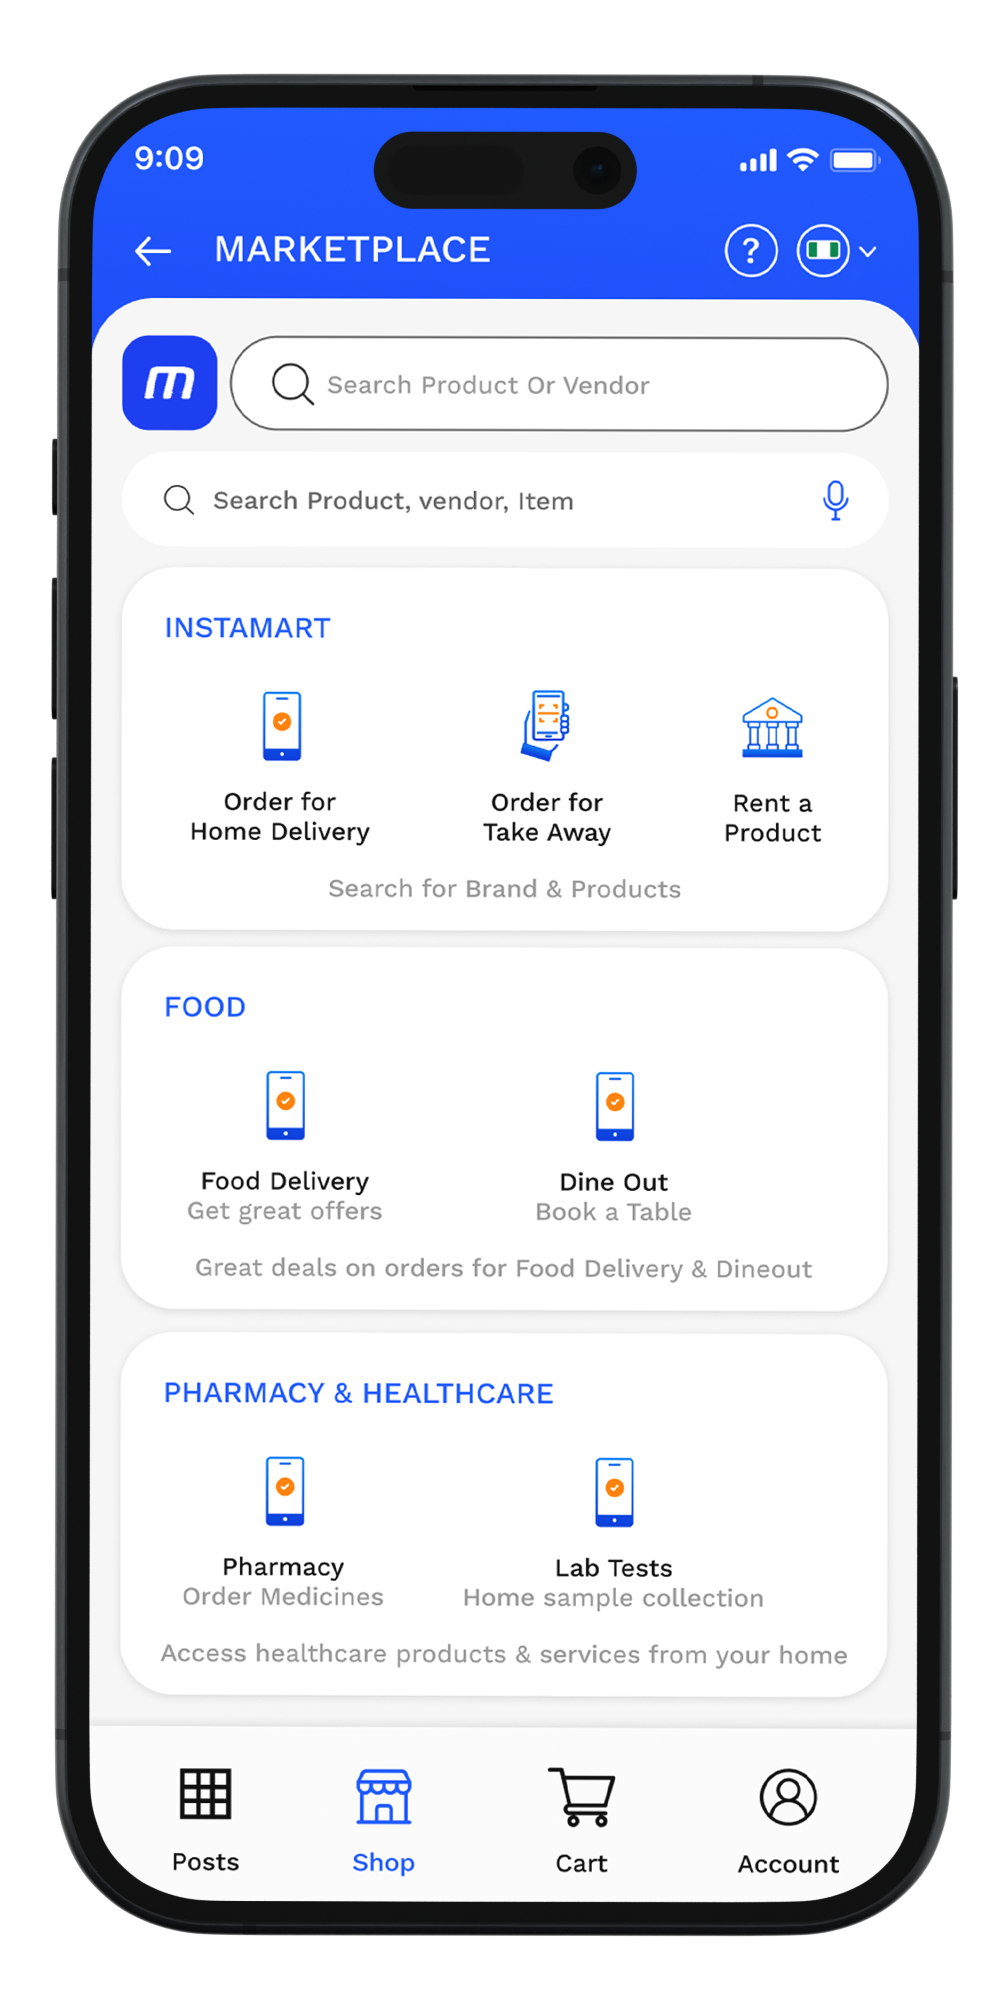 9:09
MARKETPLACE
?
m
Search Product Or Vendor
Search Product, vendor, Item
INSTAMART
Order for
Home Delivery
Order for
Take Away
Rent a
Product
Search for Brand & Products
FOOD
Food Delivery
Get great offers
Dine Out
Book a Table
Great deals on orders for Food Delivery & Dineout
PHARMACY & HEALTHCARE
Pharmacy
Order Medicines
Lab Tests
Home sample collection
Access healthcare products & services from your home
Posts
Shop
Cart
Account